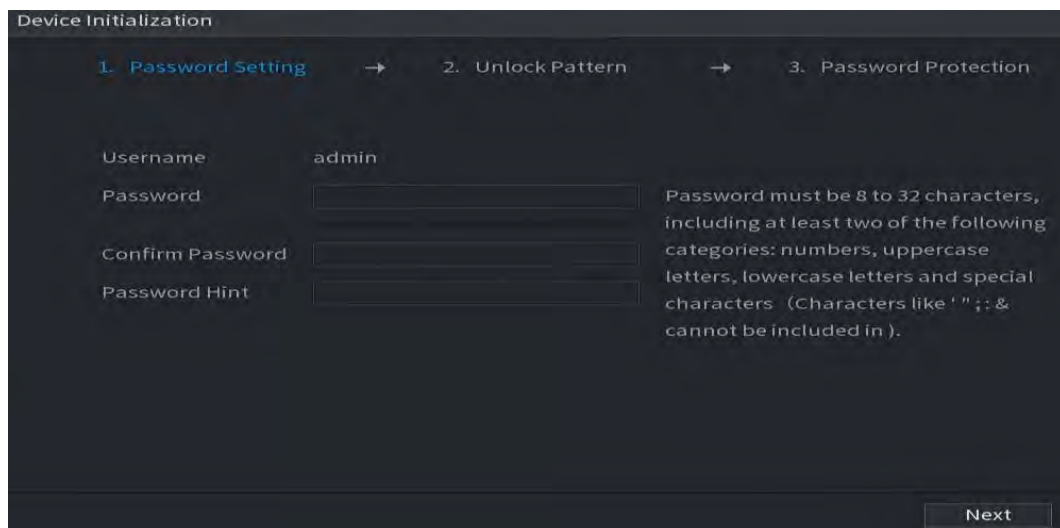 Device Initialization
1. Password Setting → 2. Unlock Pattern → 3. Password Protection
Username admin
Password
Confirm Password
Password Hint
Password must be 8 to 32 characters,
including at least two of the following
categories: numbers, uppercase
letters, lowercase letters and special
characters (Characters like ' " ; : &
cannot be included in ).
Next